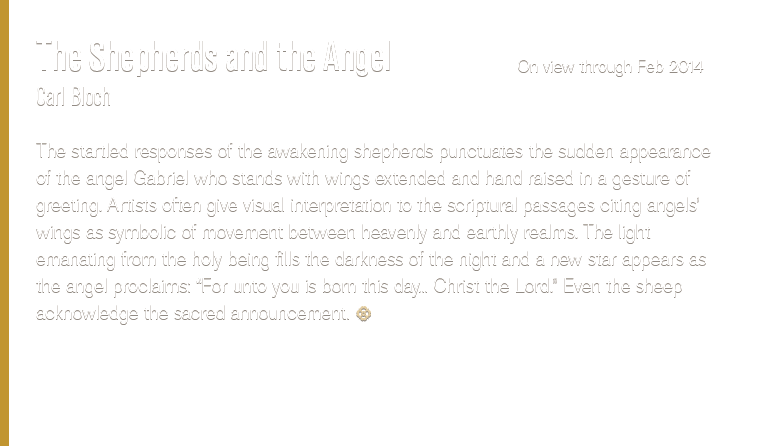 The Shepherds and the Angel
On view through Feb 2014
Carl Bloch
The startled responses of the awakening shepherds punctuates the sudden appearance
of the angel Gabriel who stands with wings extended and hand raised in a gesture of
greeting. Artists often give visual interpretation to the scriptural passages citing angels'
wings as symbolic of movement between heavenly and earthly realms. The light
emanating from the holy being fills the darkness of the night and a new star appears as
the angel proclaims: “For unto you is born this day... Christ the Lord.” Even the sheep
acknowledge the sacred announcement.